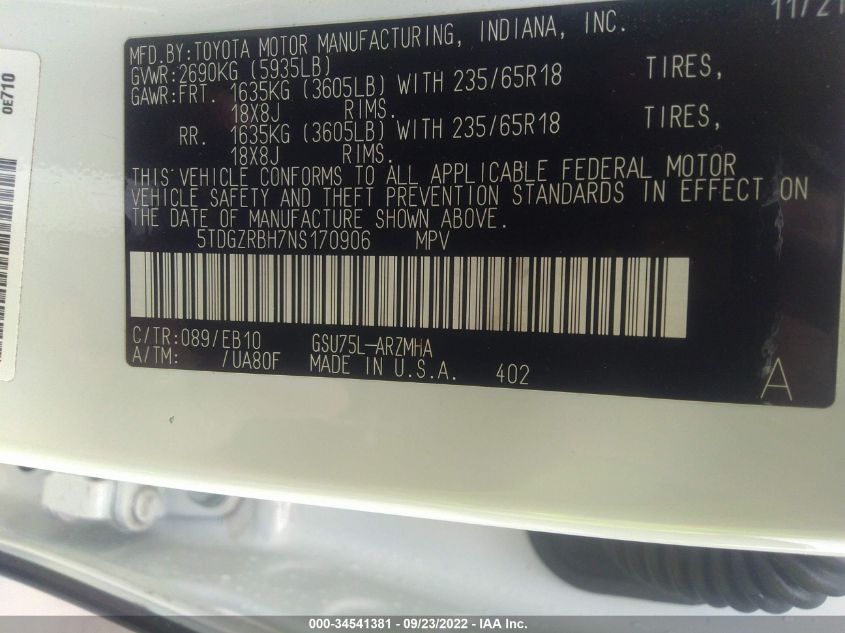 11/21
MFD.BY:TOYOTA MOTOR MANUFACTURING, INDIANA, INC.
GVWR:2690KG (5935LB)
GAWR:FRT. 1635KG (3605LB) WITH 235/65R18 TIRES,
18X8J RIMS.
RR. 1635KG (3605LB) WITH 235/65R18 TIRES,
18X8J RIMS.
THIS VEHICLE CONFORMS TO ALL APPLICABLE FEDERAL MOTOR
VEHICLE SAFETY AND THEFT PREVENTION STANDARDS IN EFFECT ON
THE DATE OF MANUFACTURE SHOWN ABOVE.
5TDGZRBH7NS170906 MPV
C/TR:089/EB10 GSU75L-ARZMHA
A/TM: /UA80F MADE IN U.S.A. 402
A
0E710
000-34541381 - 09/23/2022 - IAA Inc.